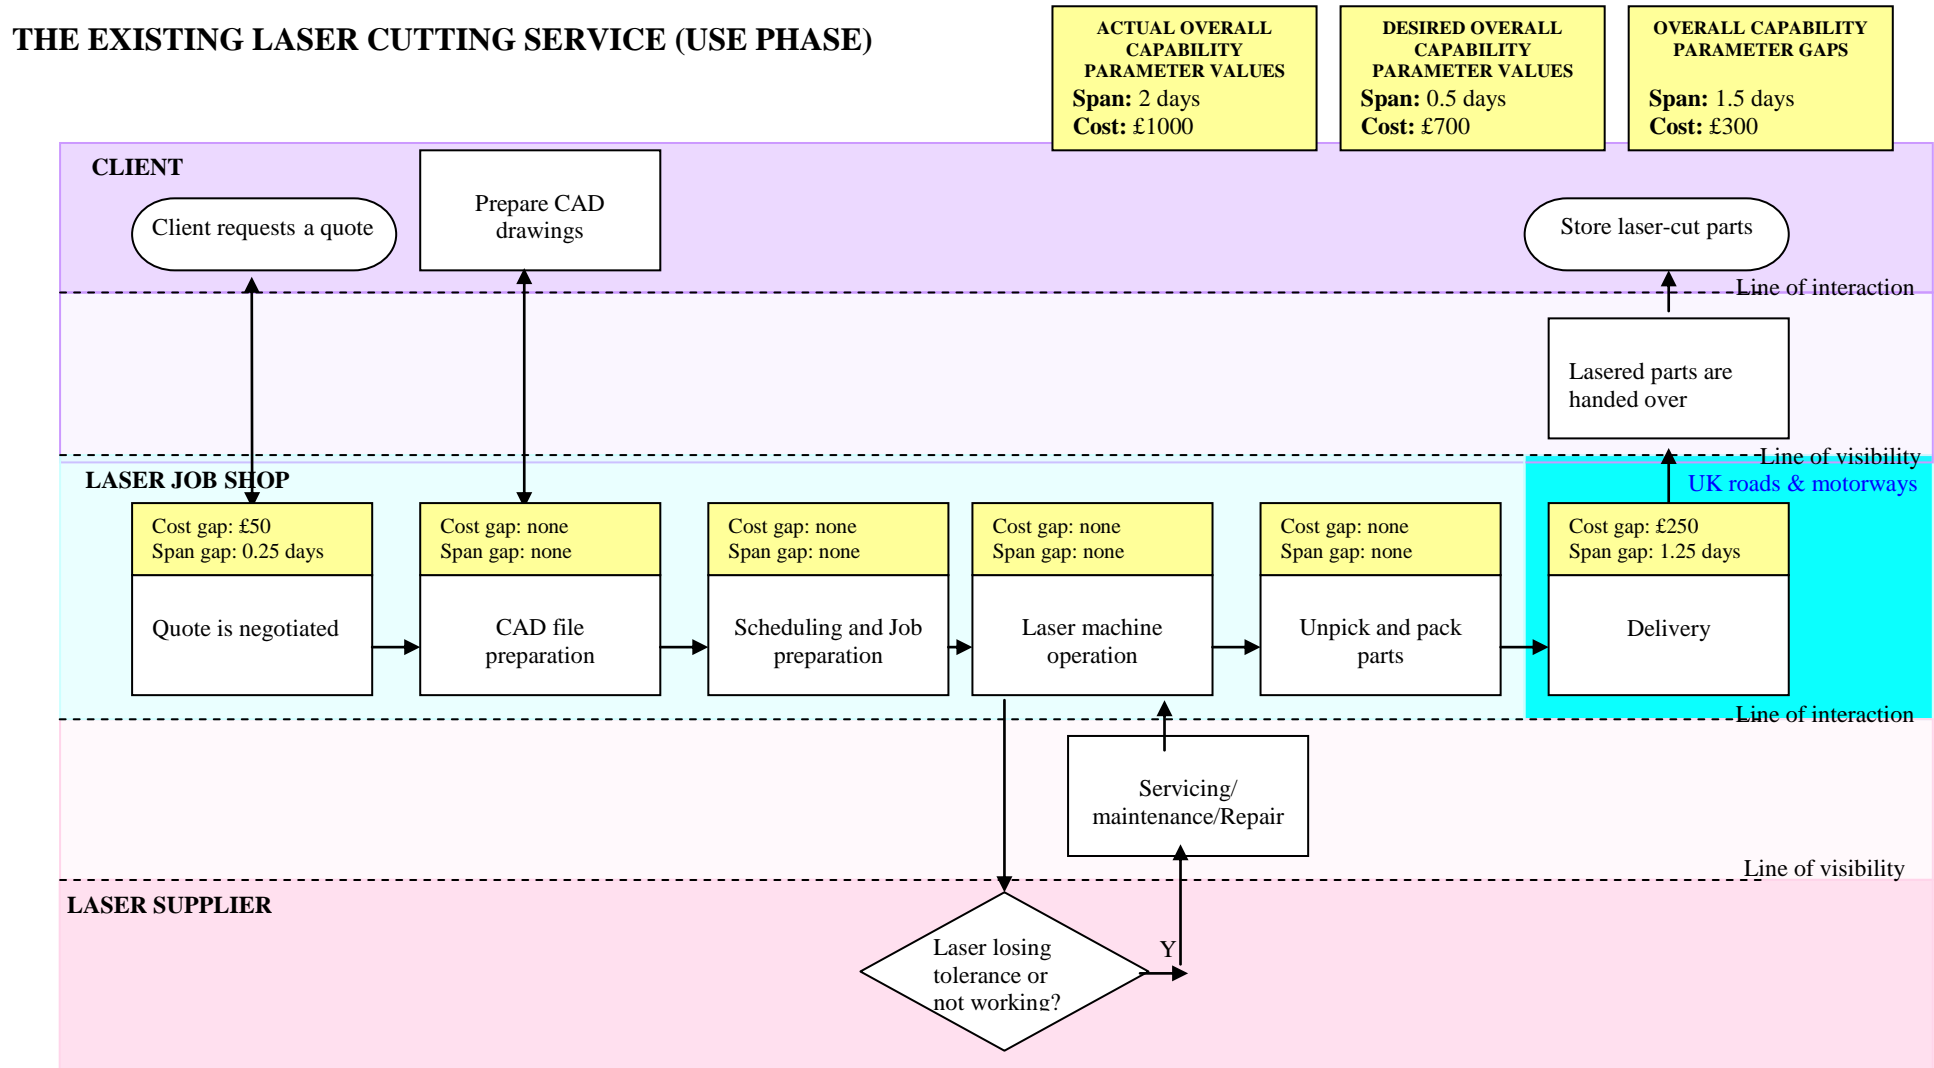 THE EXISTING LASER CUTTING SERVICE (USE PHASE)
ACTUAL OVERALL
CAPABILITY
PARAMETER VALUES
Span: 2 days
Cost: £1000
DESIRED OVERALL
CAPABILITY
PARAMETER VALUES
Span: 0.5 days
Cost: £700
OVERALL CAPABILITY
PARAMETER GAPS
Span: 1.5 days
Cost: £300
CLIENT
Client requests a quote
Prepare CAD
drawings
Store laser-cut parts
Line of interaction
Lasered parts are
handed over
Line of visibility
LASER JOB SHOP
UK roads & motorways
Cost gap: £50
Span gap: 0.25 days
Quote is negotiated
Cost gap: none
Span gap: none
CAD file
preparation
Cost gap: none
Span gap: none
Scheduling and Job
preparation
Cost gap: none
Span gap: none
Laser machine
operation
Cost gap: none
Span gap: none
Unpick and pack
parts
Cost gap: £250
Span gap: 1.25 days
Delivery
Line of interaction
Servicing/
maintenance/Repair
Line of visibility
LASER SUPPLIER
Laser losing
tolerance or
not working?
Y